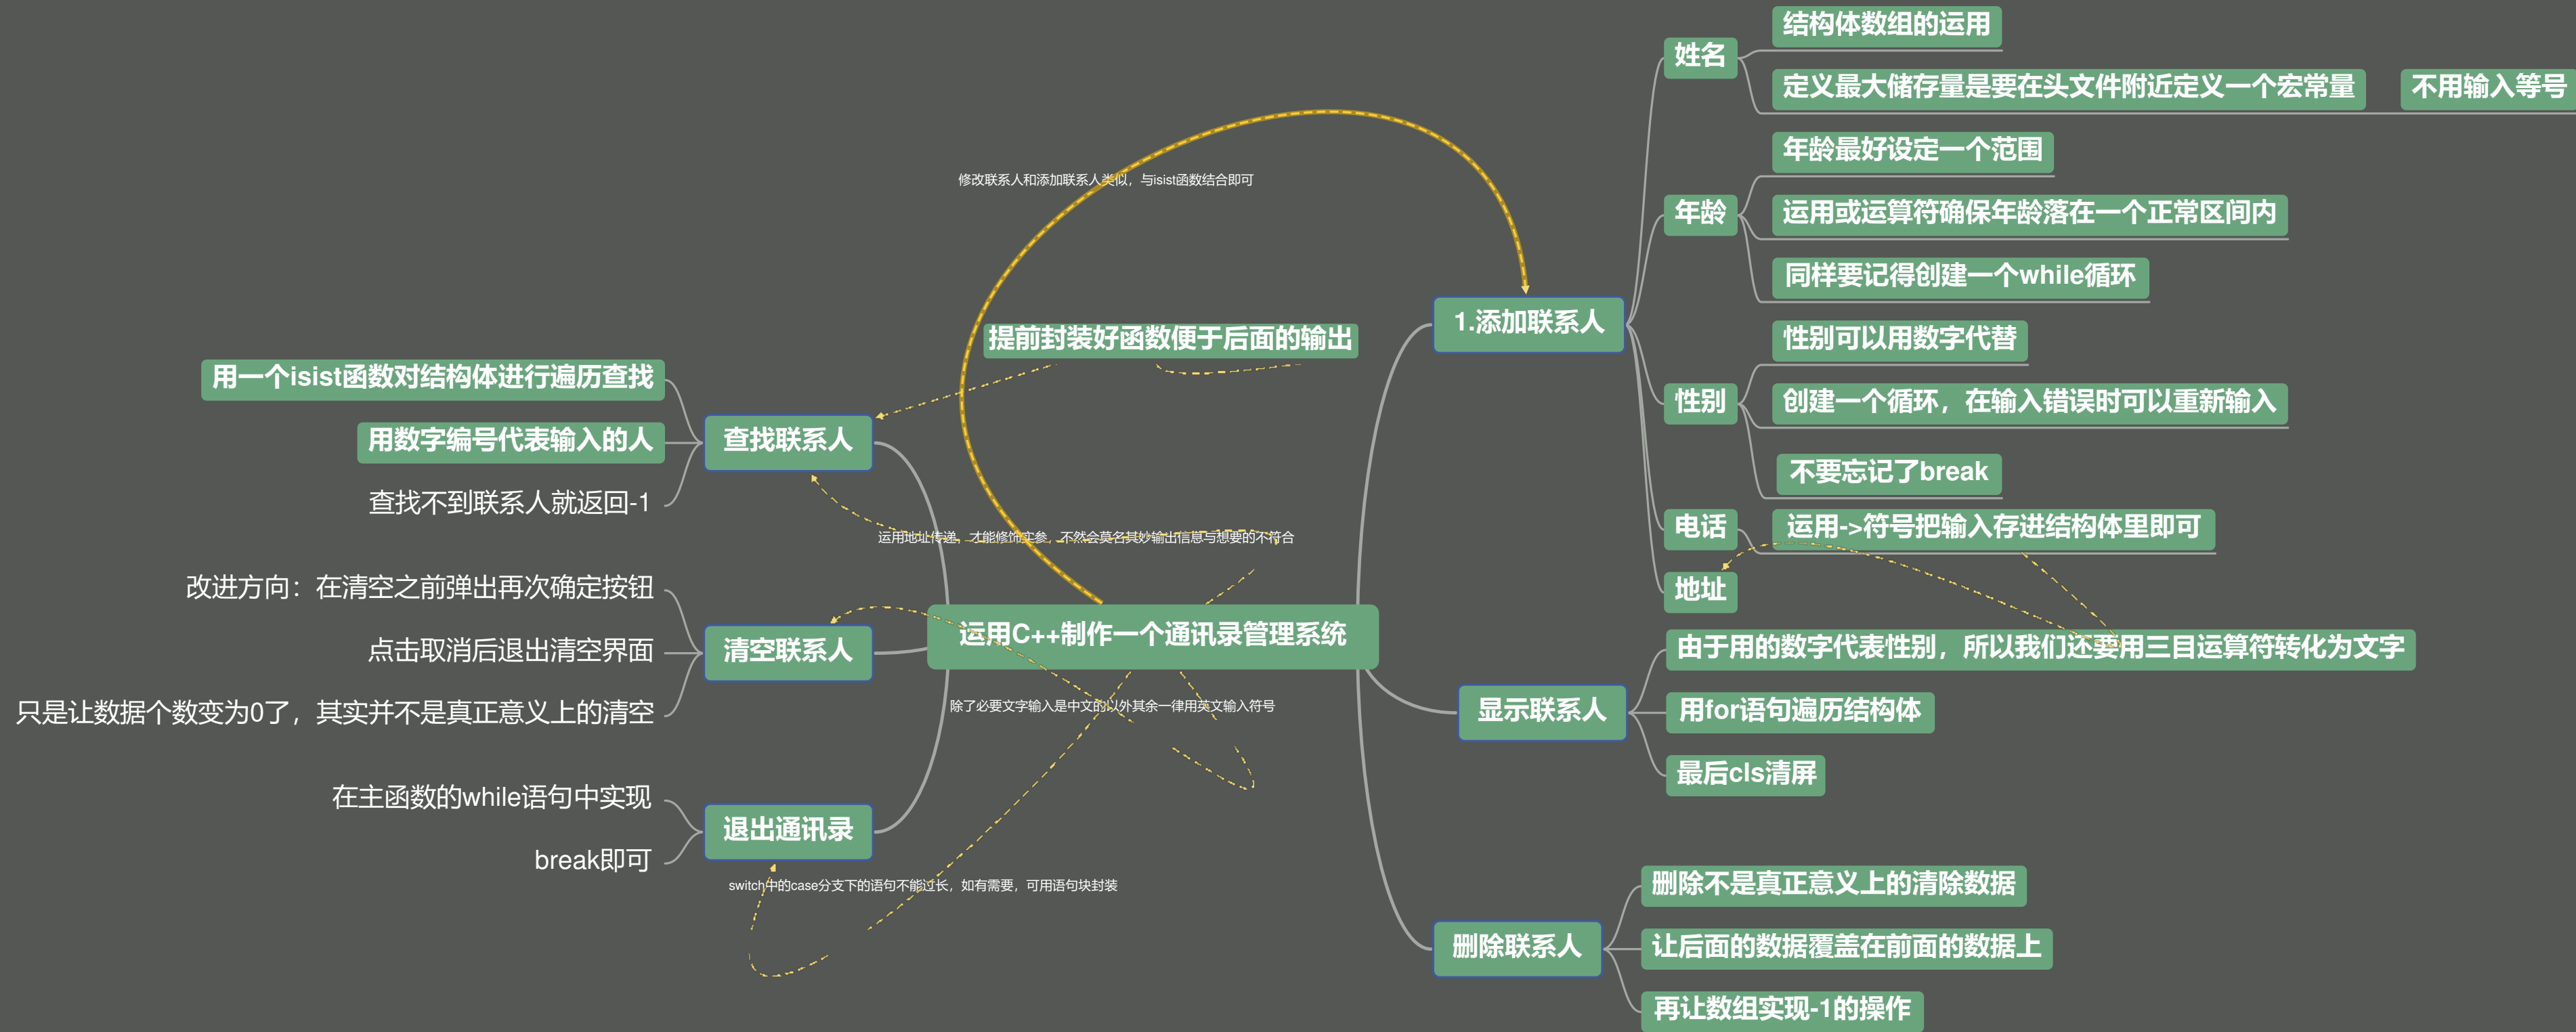 运用C++制作一个通讯录管理系统
1.添加联系人
姓名
结构体数组的运用
定义最大储存量是要在头文件附近定义一个宏常量
不用输入等号
年龄
年龄最好设定一个范围
运用或运算符确保年龄落在一个正常区间内
同样要记得创建一个while循环
性别
性别可以用数字代替
创建一个循环，在输入错误时可以重新输入
不要忘记了break
电话
运用->符号把输入存进结构体里即可
地址
显示联系人
由于用的数字代表性别，所以我们还要用三目运算符转化为文字
用for语句遍历结构体
最后cls清屏
删除联系人
删除不是真正意义上的清除数据
让后面的数据覆盖在前面的数据上
再让数组实现-1的操作
查找联系人
用一个isist函数对结构体进行遍历查找
用数字编号代表输入的人
查找不到联系人就返回-1
清空联系人
改进方向：在清空之前弹出再次确定按钮
点击取消后退出清空界面
只是让数据个数变为0了，其实并不是真正意义上的清空
退出通讯录
在主函数的while语句中实现
break即可
修改联系人和添加联系人类似，与isist函数结合即可
提前封装好函数便于后面的输出
运用地址传递，才能修饰实参，不然会莫名其妙输出信息与想要的不符合
除了必要文字输入是中文的以外其余一律用英文输入符号
switch中的case分支下的语句不能过长，如有需要，可用语句块封装